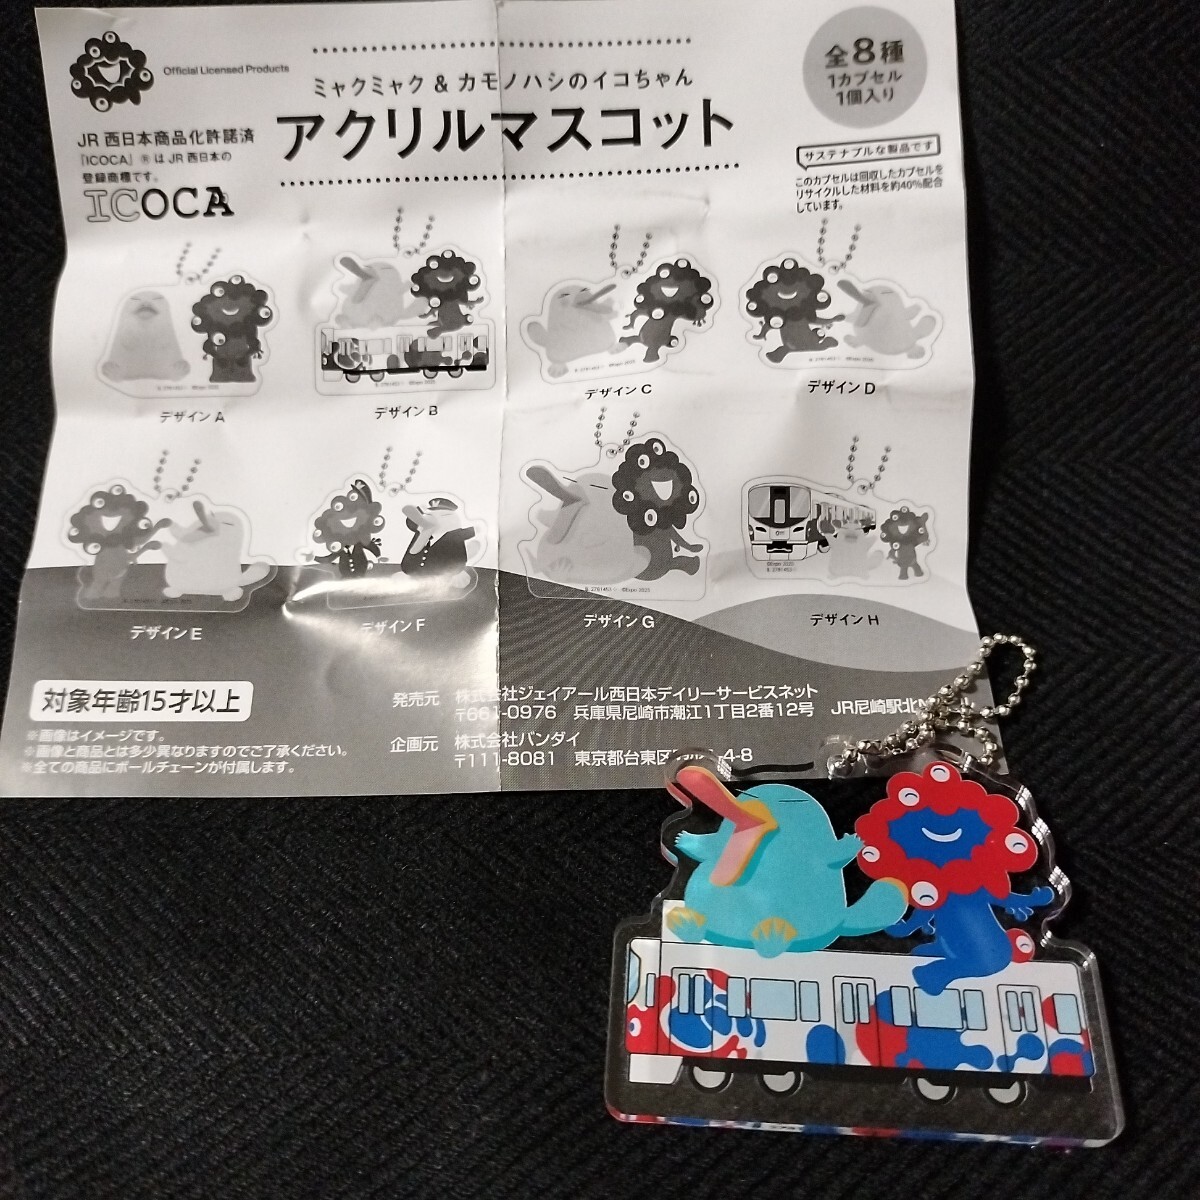 Official Licensed Products
JR 西日本商品化許諾済
『ICOCA』®はJR 西日本の
登録商標です。
ICOCA
ミャクミャク & カモノハシのイコちゃん
アクリルマスコット
全8種
1カプセル
1個入り
サステナブルな製品です
このカプセルは回収したカプセルを
リサイクルした材料を約40%配合
しています。
デザイン A
デザイン B
デザイン C
デザイン D
デザイン E
デザイン F
デザイン G
デザイン H
対象年齢15才以上
※画像はイメージです。
※画像と商品とは多少異なりますのでご了承ください。
※全ての商品にボールチェーンが付属します。
発売元 株式会社ジェイアール西日本デイリーサービスネット
〒661-0976 兵庫県尼崎市潮江1丁目2番12号 JR尼崎駅北
企画元 株式会社バンダイ
〒111-8081 東京都台東区 4-8